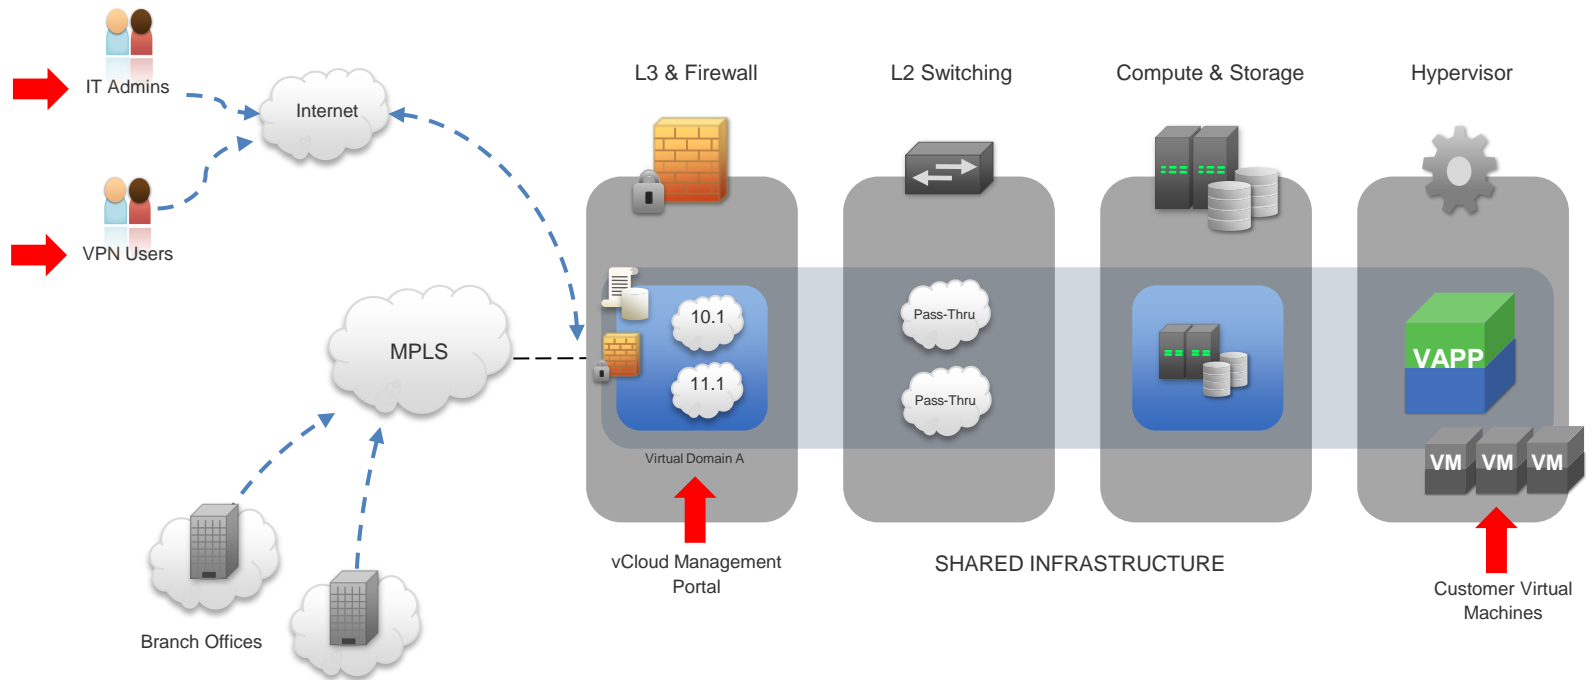 IT Admins
Internet
VPN Users
MPLS
Branch Offices
L3 & Firewall
L2 Switching
Compute & Storage
Hypervisor
10.1
11.1
Virtual Domain A
Pass-Thru
Pass-Thru
VAPP
VM
VM
VM
vCloud Management
Portal
SHARED INFRASTRUCTURE
Customer Virtual
Machines